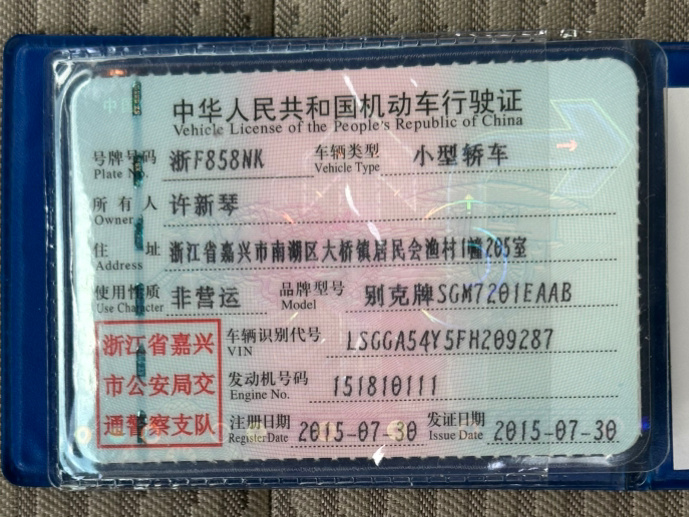 中华人民共和国机动车行驶证
Vehicle License of the People's Republic of China
号牌号码 浙F858NK 车辆类型 小型轿车
Plate No. Vehicle Type
所有人 许新琴
Owner
住址 浙江省嘉兴市南湖区大桥镇居民会渔村1幢205室
Address
使用性质 非营运 品牌型号 别克牌SGM7201EAAB
Use Character Model
浙江省嘉兴 车辆识别代号 LSGGA54Y5FH209287
VIN
市公安局交 发动机号码 151810111
Engine No.
通警察支队 注册日期 2015-07-30 发证日期 2015-07-30
RegisterDate Issue Date